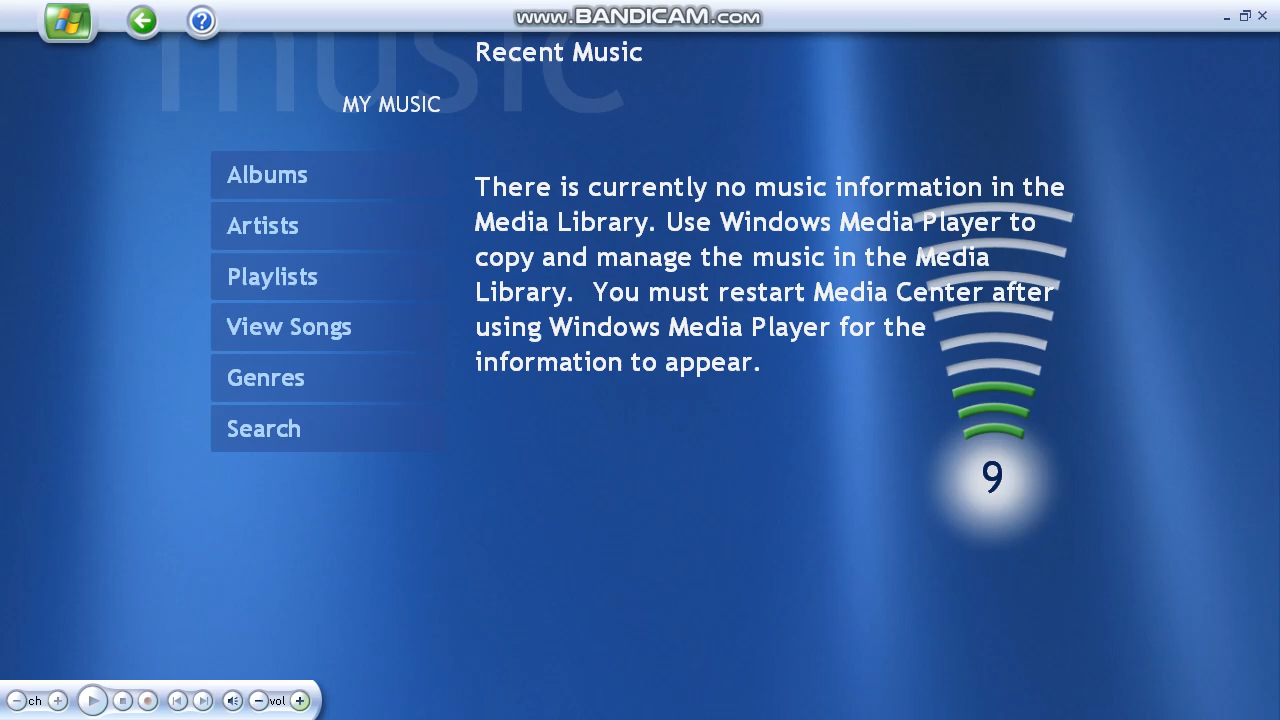 www.BANDICAM.com
music
Recent Music
MY MUSIC
Albums
Artists
Playlists
View Songs
Genres
Search
There is currently no music information in the
Media Library. Use Windows Media Player to
copy and manage the music in the Media
Library.  You must restart Media Center after
using Windows Media Player for the
information to appear.
9
ch
vol